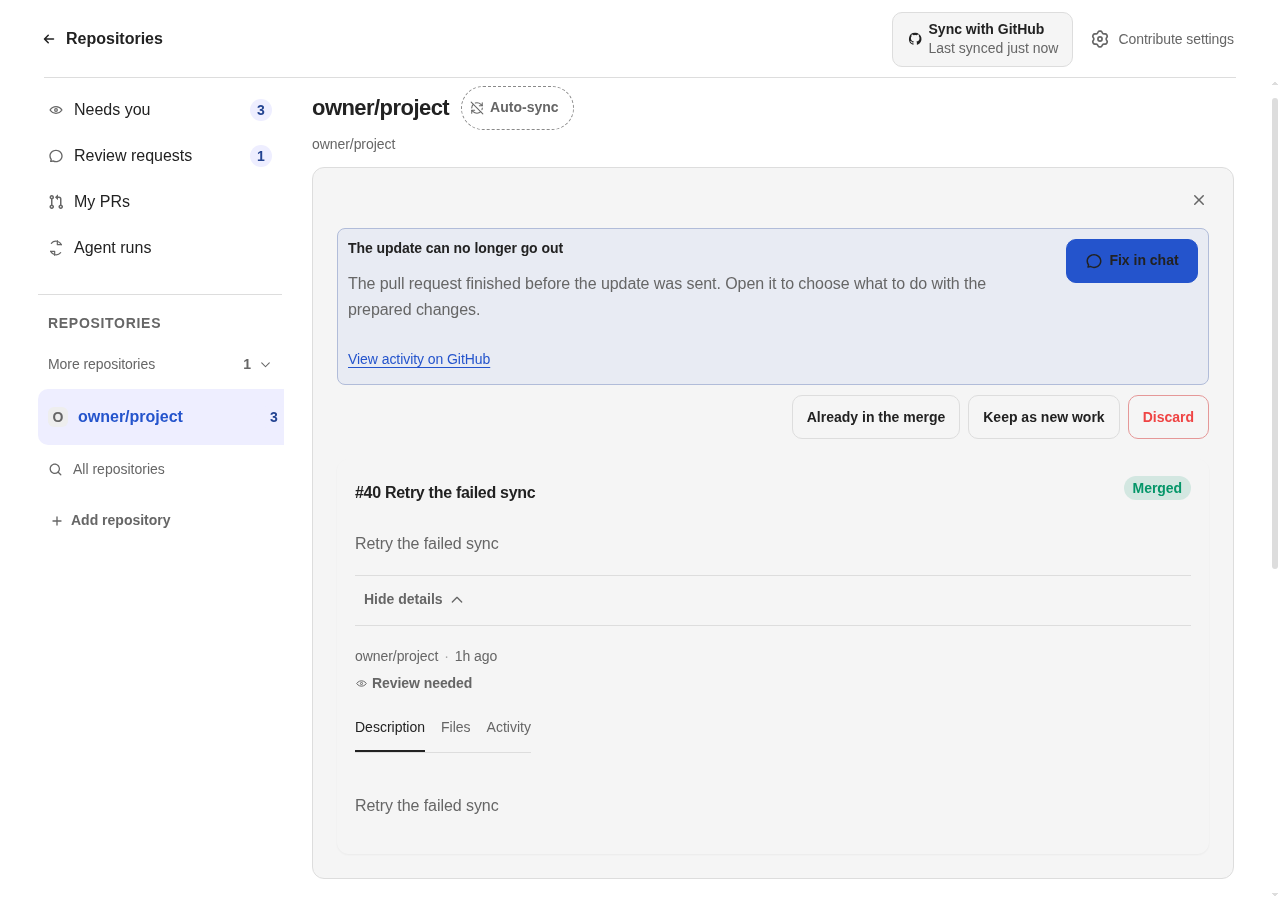 Repositories
Sync with GitHub
Last synced just now
Contribute settings
Needs you 3
Review requests 1
My PRs
Agent runs
REPOSITORIES
More repositories 1
O owner/project 3
All repositories
Add repository
owner/project
Auto-sync
owner/project
The update can no longer go out
Fix in chat
The pull request finished before the update was sent. Open it to choose what to do with the
prepared changes.
View activity on GitHub
Already in the merge
Keep as new work
Discard
#40 Retry the failed sync
Merged
Retry the failed sync
Hide details
owner/project · 1h ago
Review needed
Description Files Activity
Retry the failed sync